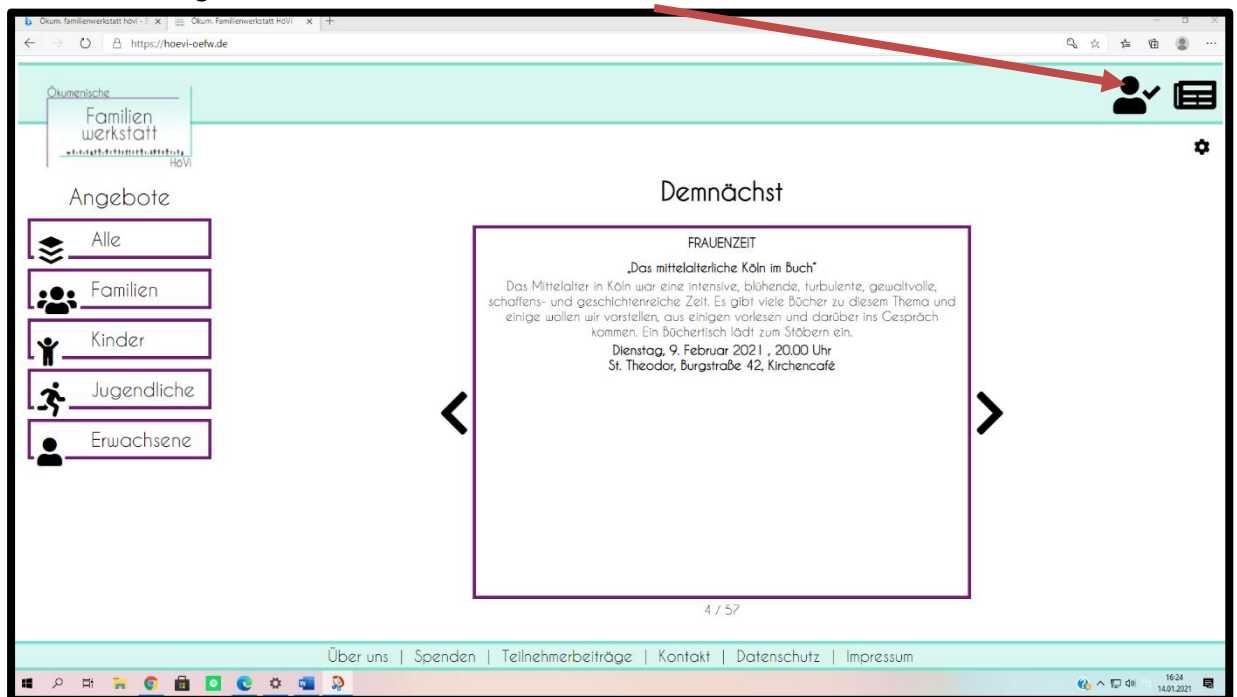 Ökum. familienwerkstatt hövi -
Ökum. Familienwerkstatt HöVi
https://hoevi-oefw.de
Ökumenische
Familien
werkstatt
HöVi
Angebote
Alle
Familien
Kinder
Jugendliche
Erwachsene
Demnächst
FRAUENZEIT
„Das mittelalterliche Köln im Buch"
Das Mittelalter in Köln war eine intensive, blühende, turbulente, gewaltvolle,
schaffens- und geschichtenreiche Zeit. Es gibt viele Bücher zu diesem Thema und
einige wollen wir vorstellen, aus einigen vorlesen und darüber ins Gespräch
kommen. Ein Büchertisch lädt zum Stöbern ein.
Dienstag, 9. Februar 2021 , 20.00 Uhr
St. Theodor, Burgstraße 42, Kirchencafé
4 / 57
Über uns | Spenden | Teilnehmerbeiträge | Kontakt | Datenschutz | Impressum
16:24
14.01.2021